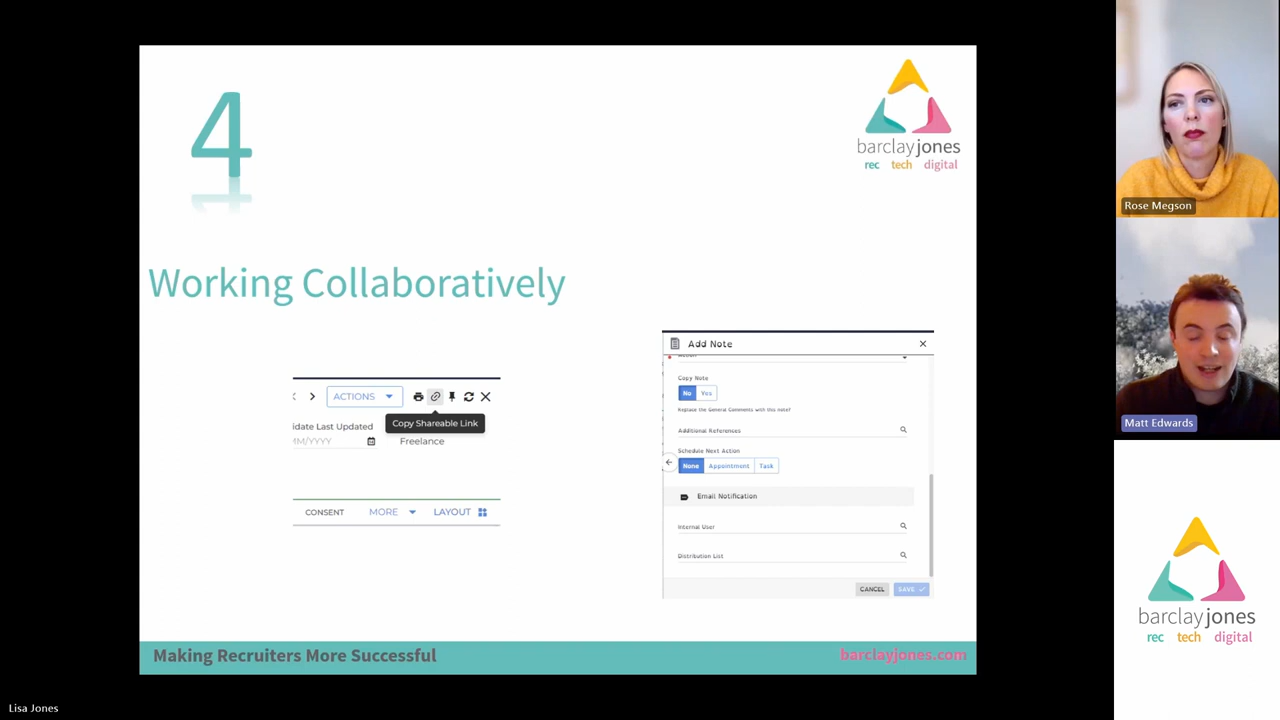 4
barclayjones
rec tech digital
Working Collaboratively
ACTIONS
Copy Shareable Link
idate Last Updated
MM/YYYY
Freelance
CONSENT
MORE
LAYOUT
Add Note
Copy Note
No Yes
Replace the General Comments with this note?
Additional References
Schedule Next Action
None Appointment Task
Email Notification
Internal User
Distribution List
CANCEL SAVE
Making Recruiters More Successful
barclayjones.com
Rose Megson
Matt Edwards
barclayjones
rec tech digital
Lisa Jones